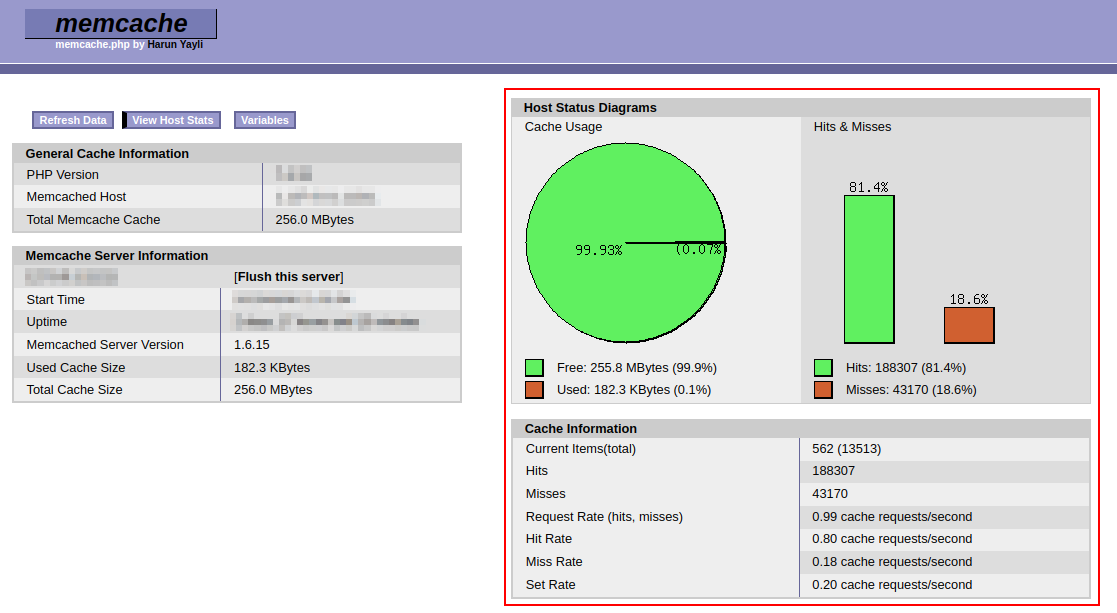 memcache
memcache.php by Harun Yayli
Refresh Data
View Host Stats
Variables
General Cache Information
PHP Version
Memcached Host
Total Memcache Cache 256.0 MBytes
Memcache Server Information
[Flush this server]
Start Time
Uptime
Memcached Server Version 1.6.15
Used Cache Size 182.3 KBytes
Total Cache Size 256.0 MBytes
Host Status Diagrams
Cache Usage
99.93%
(0.07%)
Free: 255.8 MBytes (99.9%)
Used: 182.3 KBytes (0.1%)
Hits & Misses
81.4%
18.6%
Hits: 188307 (81.4%)
Misses: 43170 (18.6%)
Cache Information
Current Items(total) 562 (13513)
Hits 188307
Misses 43170
Request Rate (hits, misses) 0.99 cache requests/second
Hit Rate 0.80 cache requests/second
Miss Rate 0.18 cache requests/second
Set Rate 0.20 cache requests/second